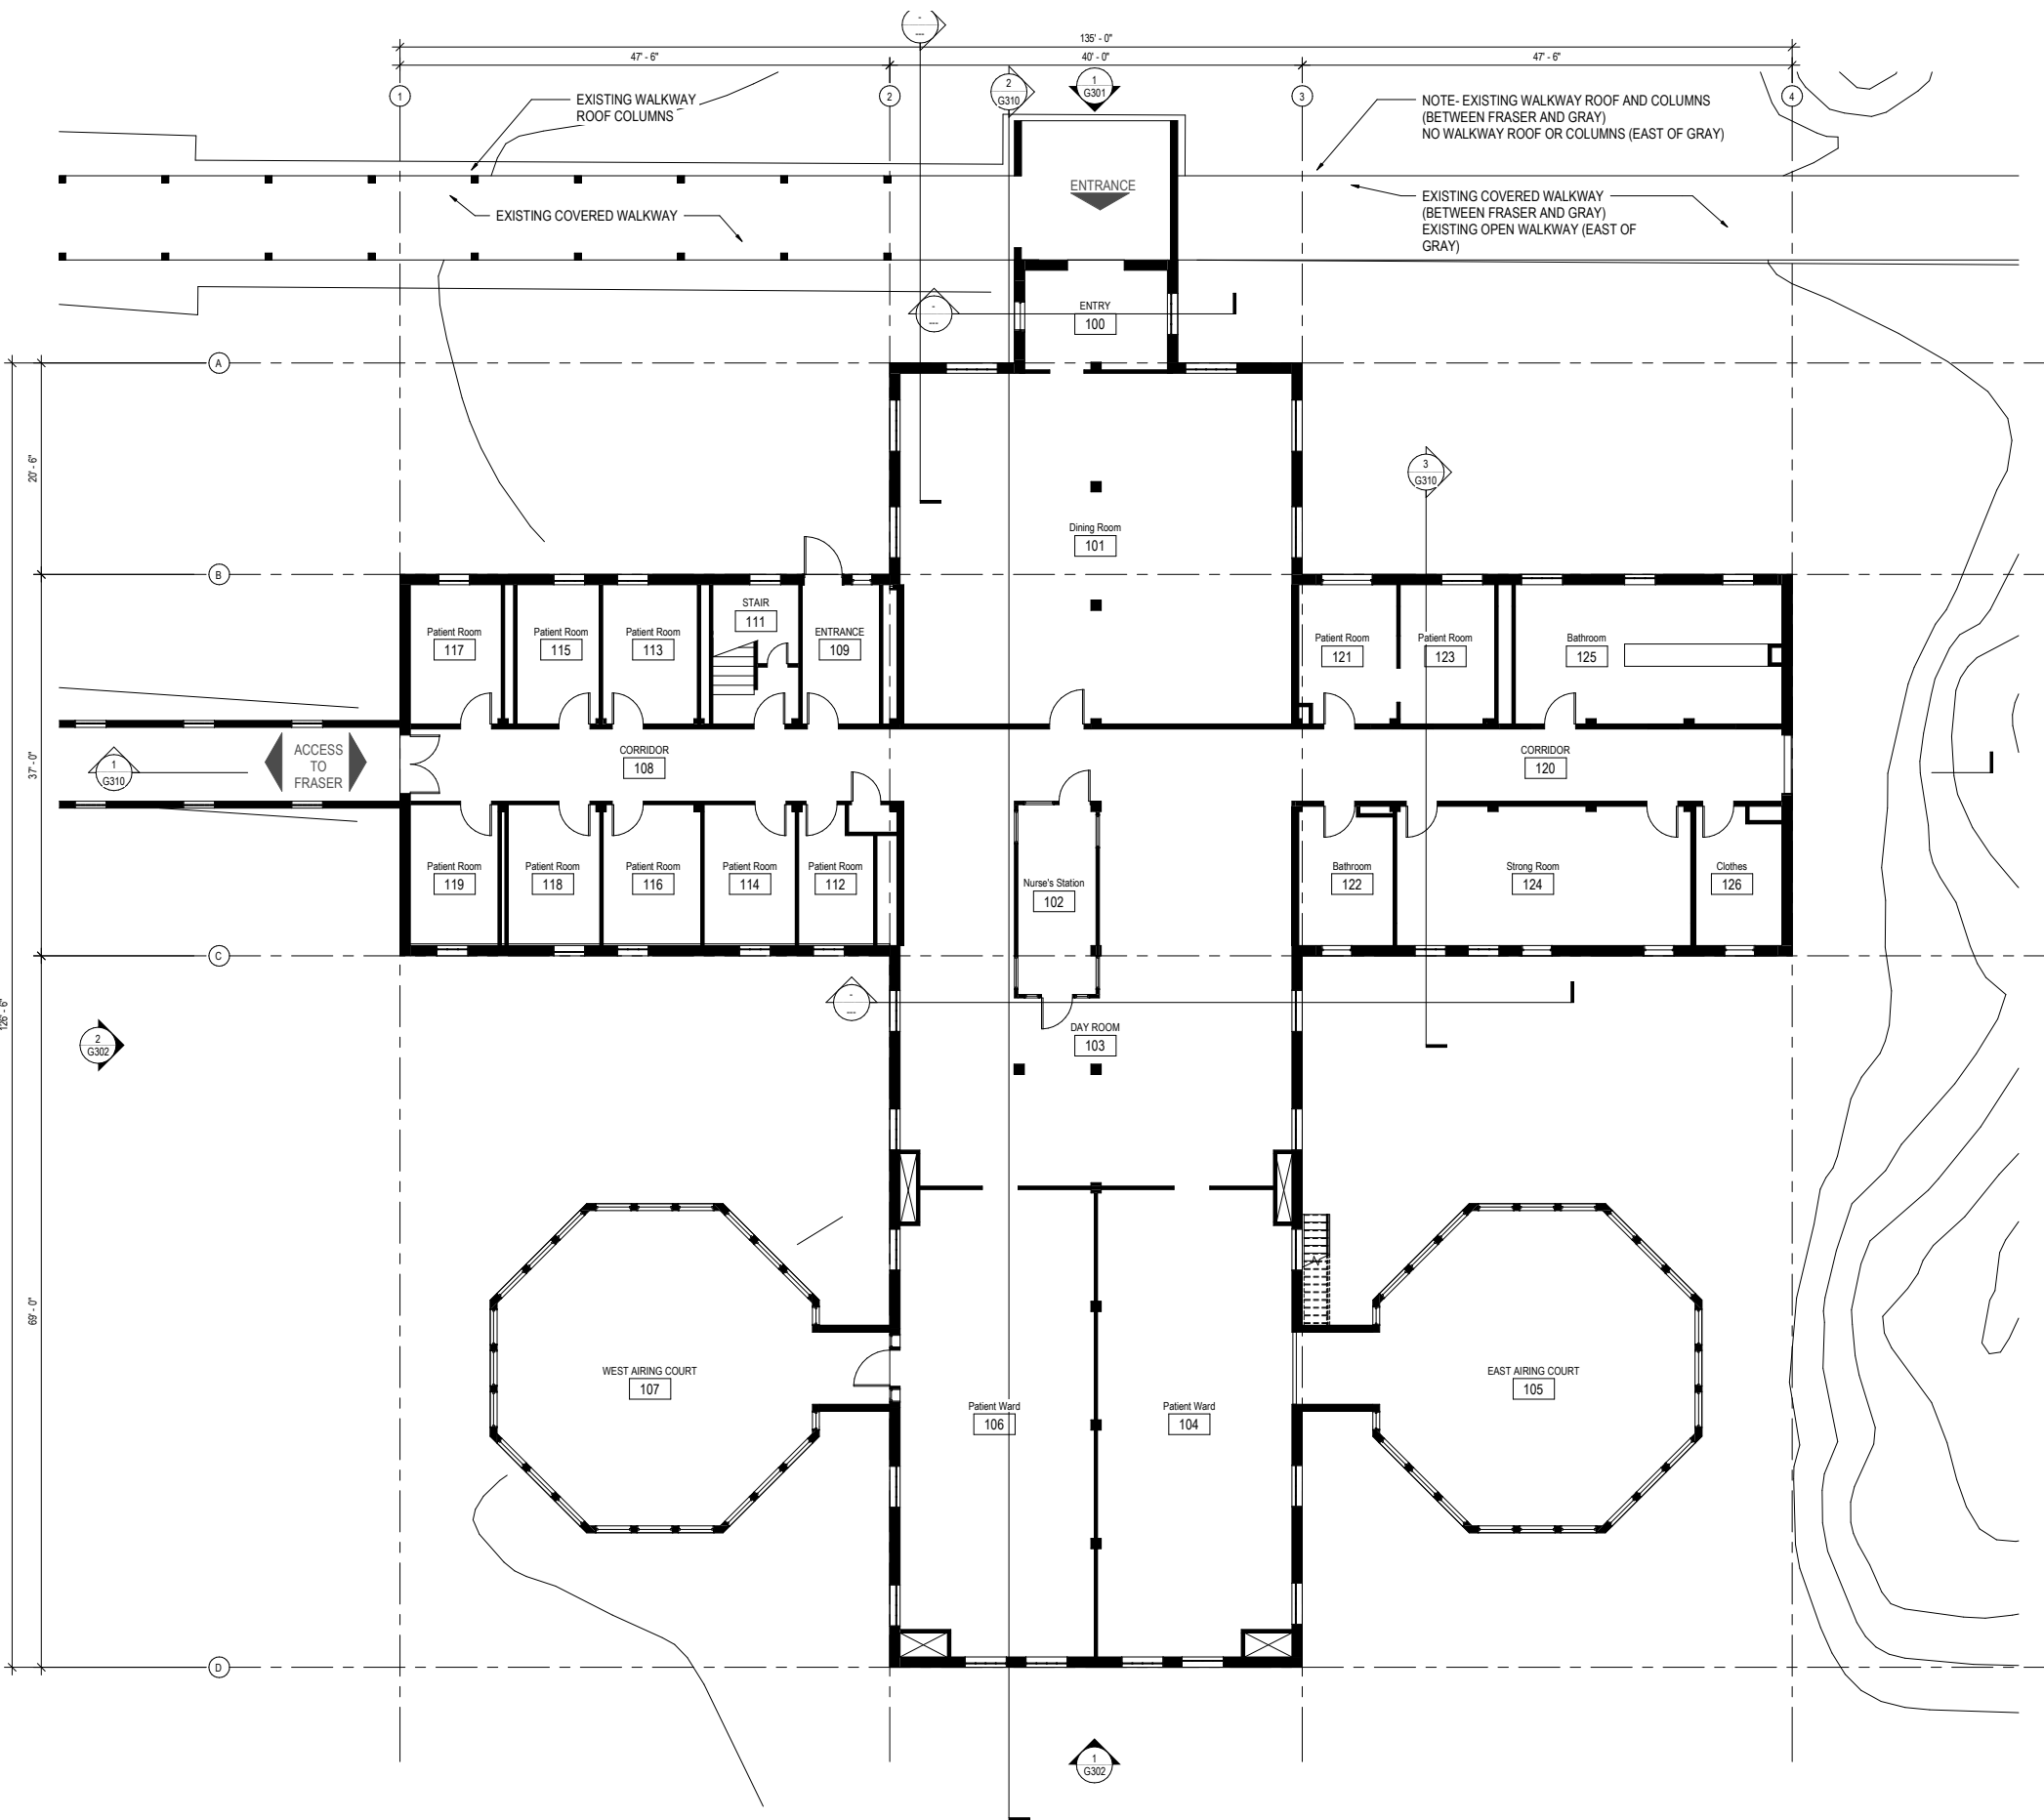 -
---
135' - 0"
47' - 6"
40' - 0"
47' - 6"
1
2
2
G310
1
G301
3
4
EXISTING WALKWAY
ROOF COLUMNS
NOTE- EXISTING WALKWAY ROOF AND COLUMNS
(BETWEEN FRASER AND GRAY)
NO WALKWAY ROOF OR COLUMNS (EAST OF GRAY)
ENTRANCE
EXISTING COVERED WALKWAY
EXISTING COVERED WALKWAY
(BETWEEN FRASER AND GRAY)
EXISTING OPEN WALKWAY (EAST OF
GRAY)
ENTRY
100
-
---
A
20' - 6"
3
G310
Dining Room
101
B
STAIR
111
Patient Room
117
Patient Room
115
Patient Room
113
ENTRANCE
109
Patient Room
121
Patient Room
123
Bathroom
125
37' - 0"
1
G310
ACCESS
TO
FRASER
CORRIDOR
108
CORRIDOR
120
Patient Room
119
Patient Room
118
Patient Room
116
Patient Room
114
Patient Room
112
Nurse's Station
102
Bathroom
122
Strong Room
124
Clothes
126
C
-
---
126' - 6"
2
G302
DAY ROOM
103
69' - 0"
WEST AIRING COURT
107
EAST AIRING COURT
105
Patient Ward
106
Patient Ward
104
D
1
G302